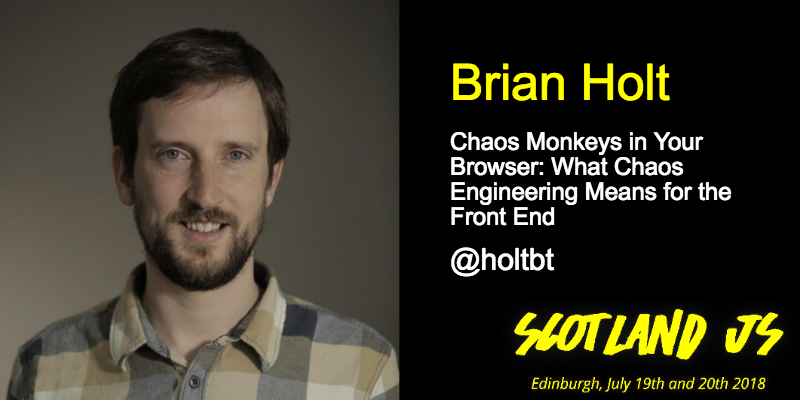 Brian Holt
Chaos Monkeys in Your
Browser: What Chaos
Engineering Means for the
Front End
@holtbt
SCOTLAND JS
Edinburgh, July 19th and 20th 2018